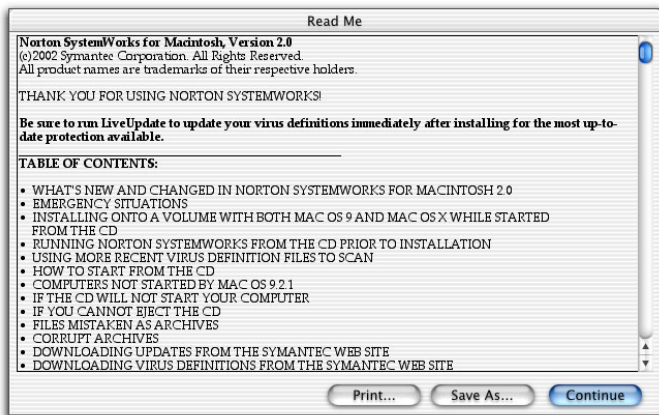 Read Me
Norton SystemWorks for Macintosh, Version 2.0
(c)2002 Symantec Corporation. All Rights Reserved.
All product names are trademarks of their respective holders.
THANK YOU FOR USING NORTON SYSTEMWORKS!
Be sure to run LiveUpdate to update your virus definitions immediately after installing for the most up-to-
date protection available.
TABLE OF CONTENTS:
• WHAT'S NEW AND CHANGED IN NORTON SYSTEMWORKS FOR MACINTOSH 2.0
• EMERGENCY SITUATIONS
• INSTALLING ONTO A VOLUME WITH BOTH MAC OS 9 AND MAC OS X WHILE STARTED
FROM THE CD
• RUNNING NORTON SYSTEMWORKS FROM THE CD PRIOR TO INSTALLATION
• USING MORE RECENT VIRUS DEFINITION FILES TO SCAN
• HOW TO START FROM THE CD
• COMPUTERS NOT STARTED BY MAC OS 9.2.1
• IF THE CD WILL NOT START YOUR COMPUTER
• IF YOU CANNOT EJECT THE CD
• FILES MISTAKEN AS ARCHIVES
• CORRUPT ARCHIVES
• DOWNLOADING UPDATES FROM THE SYMANTEC WEB SITE
• DOWNLOADING VIRUS DEFINITIONS FROM THE SYMANTEC WEB SITE
Print... Save As... Continue